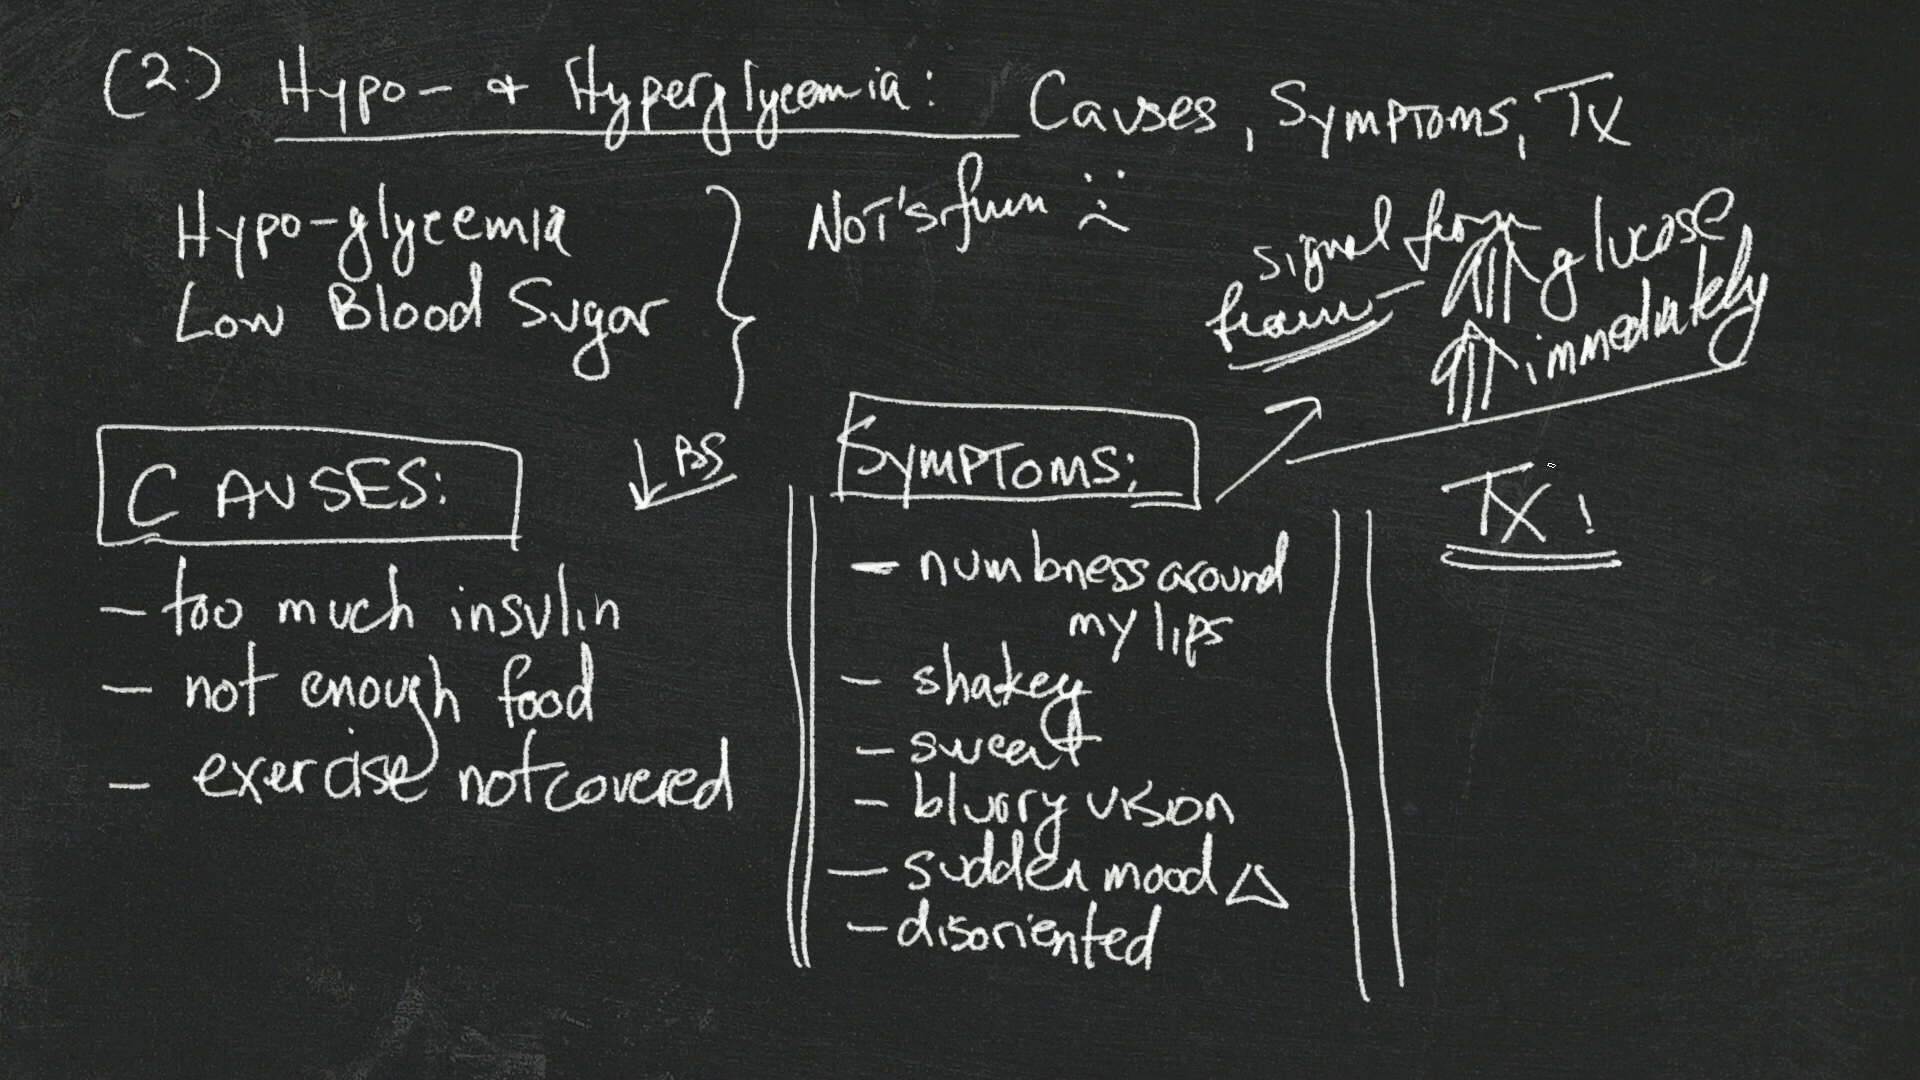 (2.) Hypo- & Hyperglycemia: Causes, Symptoms, Tx
Hypo-glycemia
Low Blood Sugar
NOT's fun
signal from
glucose
immediately
CAUSES:
↓ BS
- too much insulin
- not enough food
- exercise not covered
SYMPTOMS:
- numbness around
my lips
- shakey
- sweat
- blurry vision
- sudden mood △
- disoriented
TX!